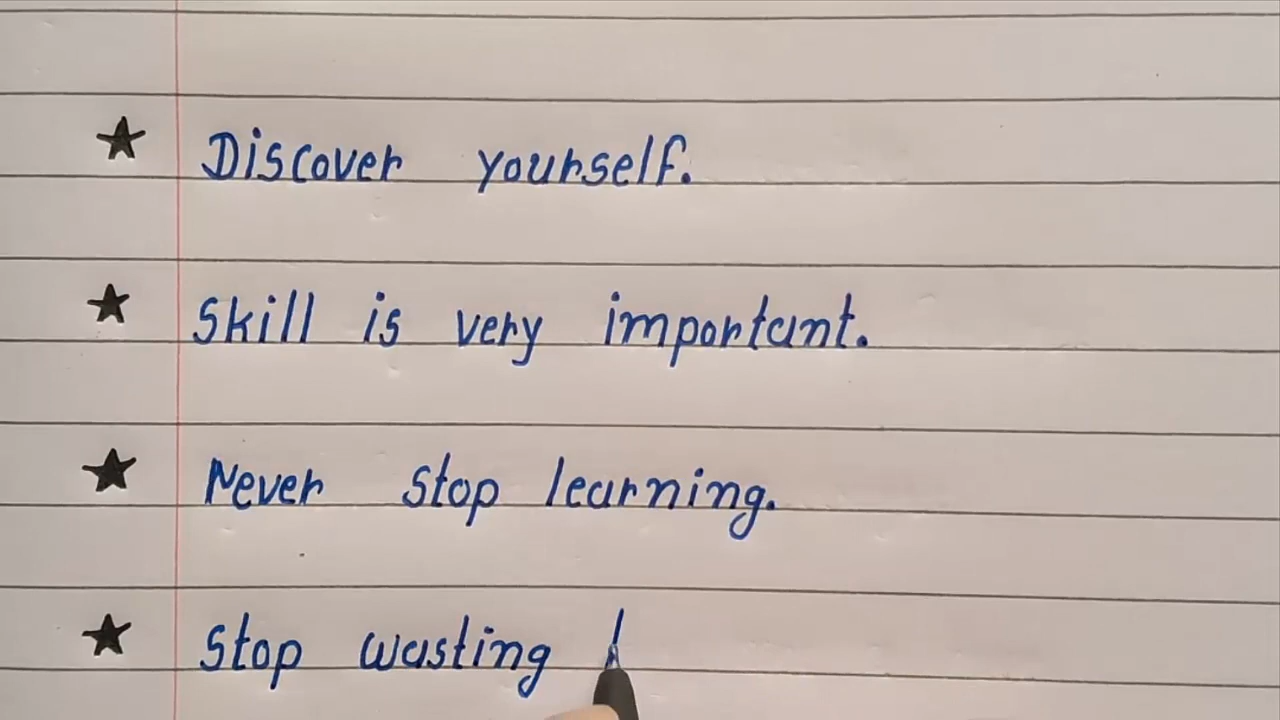 ★ Discover yourself.
★ Skill is very important.
★ Never stop learning.
★ Stop wasting